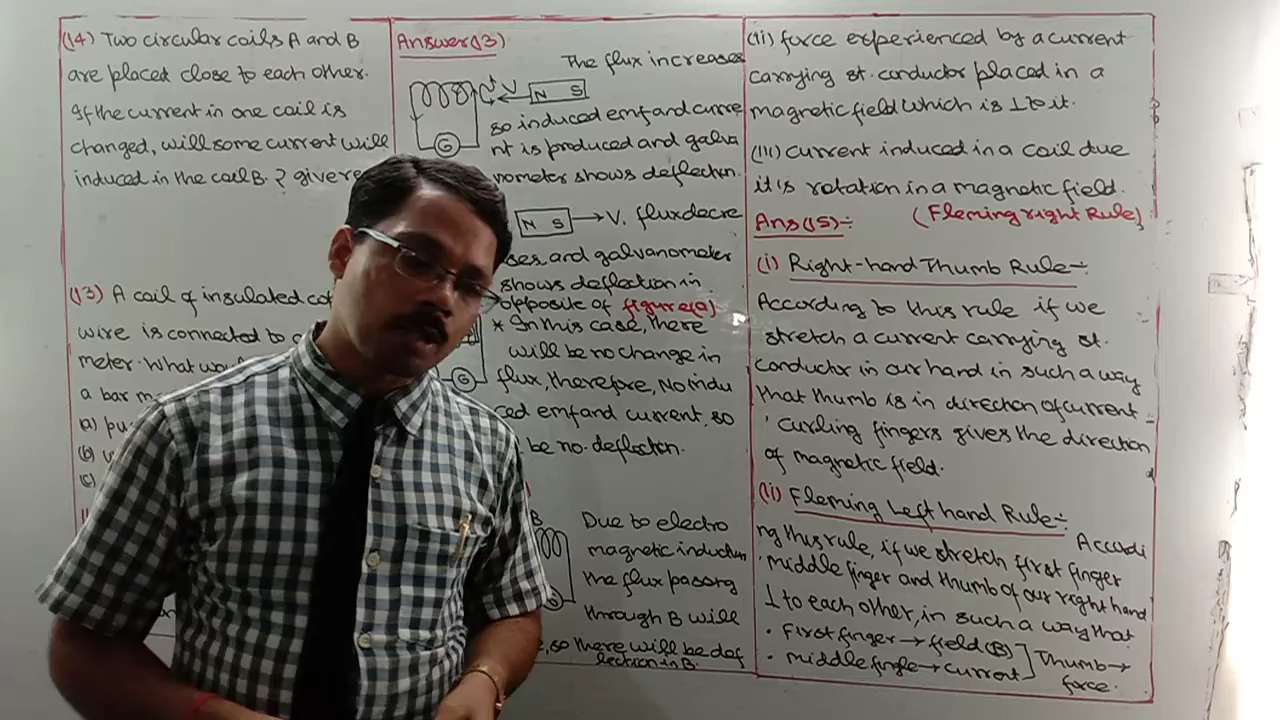 (14) Two circular coils A and B
are placed close to each other.
If the current in one coil is
changed, will some current will
induced in the coil B.? give re
(13) A coil of insulated co
wire is connected to
meter. What wou
a bar m
a) pu
(b)
(c)
Answer 13)
The flux increases
N S
V
G
so induced emf and curre
nt is produced and galva
nometer shows deflection.
N S → V. flux decre
ses and galvanometer
shows deflection in
opposite of figure (a)
* In this case, there
will be no change in
G
flux, therefore, No indu
ced emf and current, so
be no deflection.
B
Due to electro
magnetic induction
the flux passing
through B will
e, so there will be def
lection in B.
(ii) force experienced by a current
carrying st. conductor placed in a
magnetic field which is ⊥ to it.
(iii) current induced in a coil due
it's rotation in a magnetic field.
(Fleming right Rule)
Ans (15) :-
(i) Right-hand Thumb Rule:-
According to this rule if we
stretch a current carrying st.
conductor in our hand in such a way
that thumb is in direction of current
, curling fingers gives the direction
of magnetic field.
(ii) Fleming Left hand Rule:-
Accordi
ng this rule, if we stretch first finger
, middle finger and thumb of our right hand
⊥ to each other, in such a way that
• First finger → field (B)
• middle fingle → current
Thumb →
force.